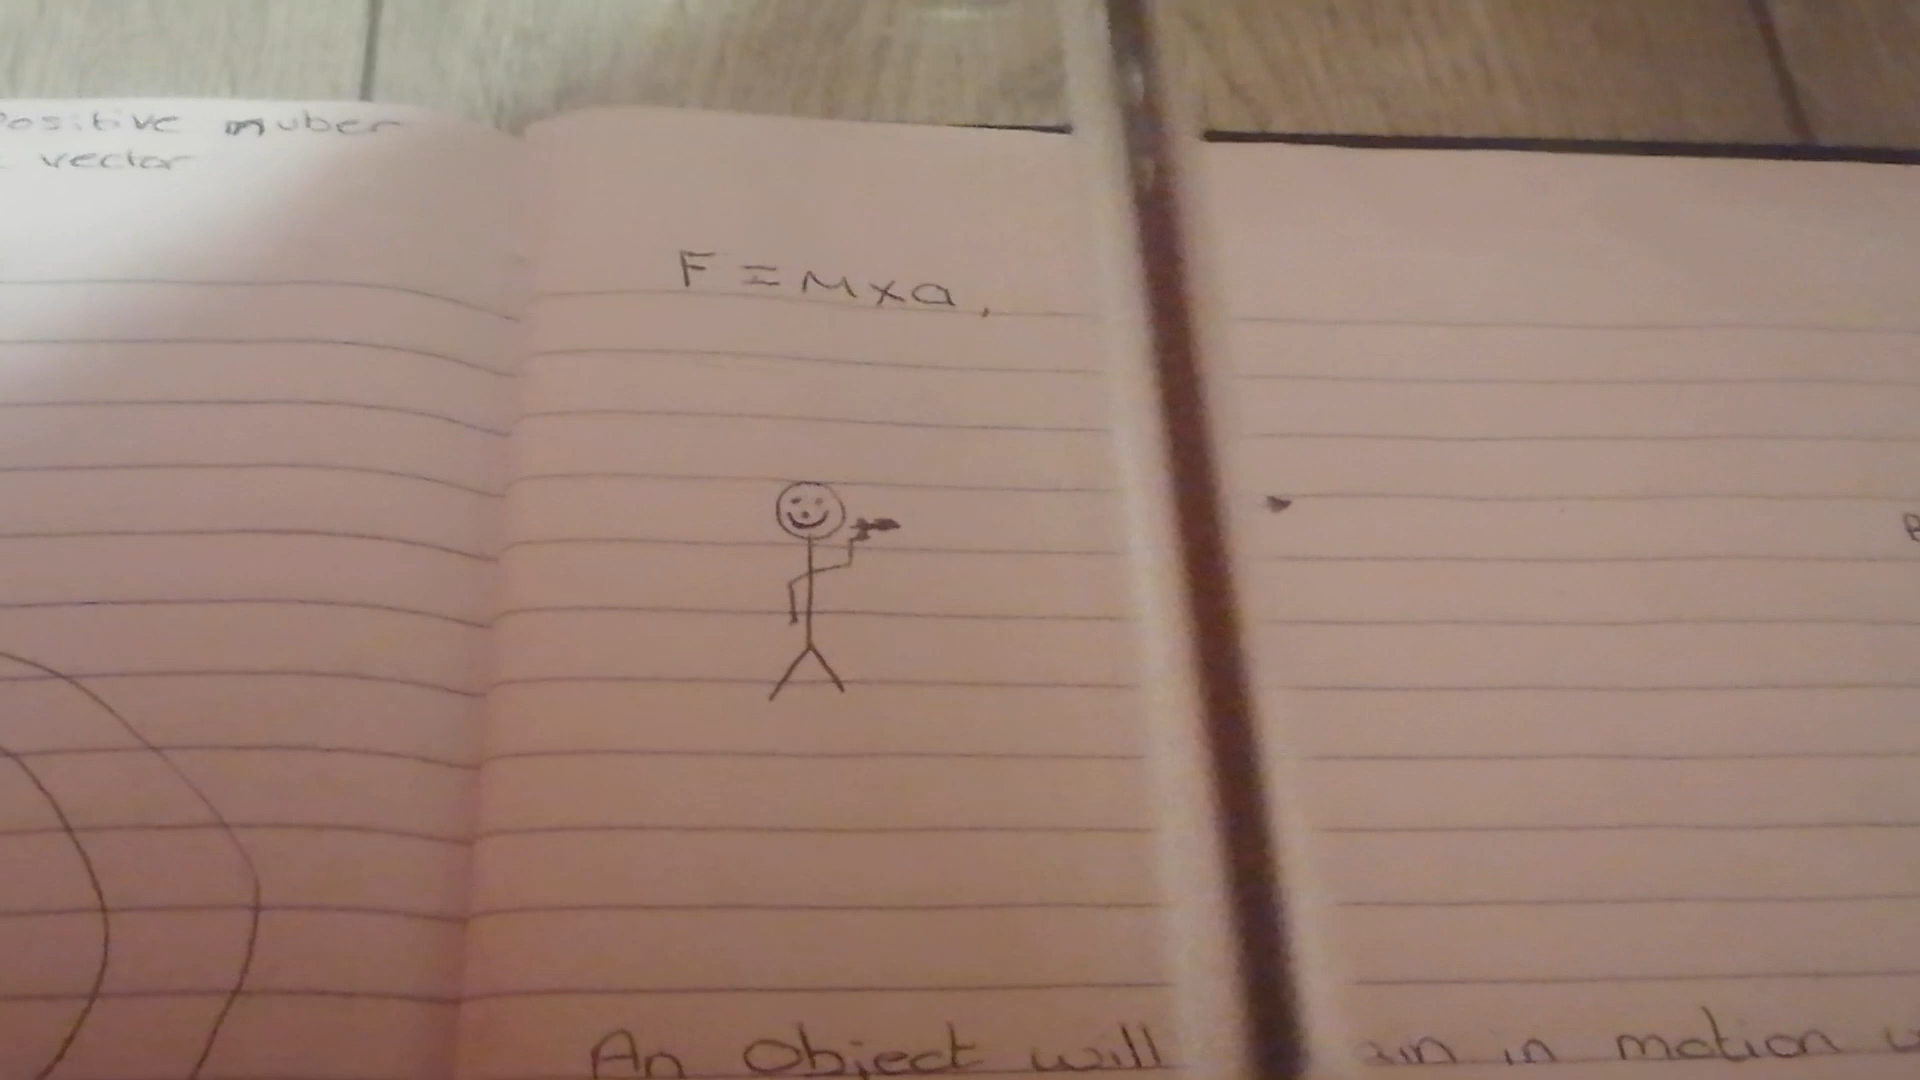 Positive muber
vector
F = M x a,
An Object will
in motion